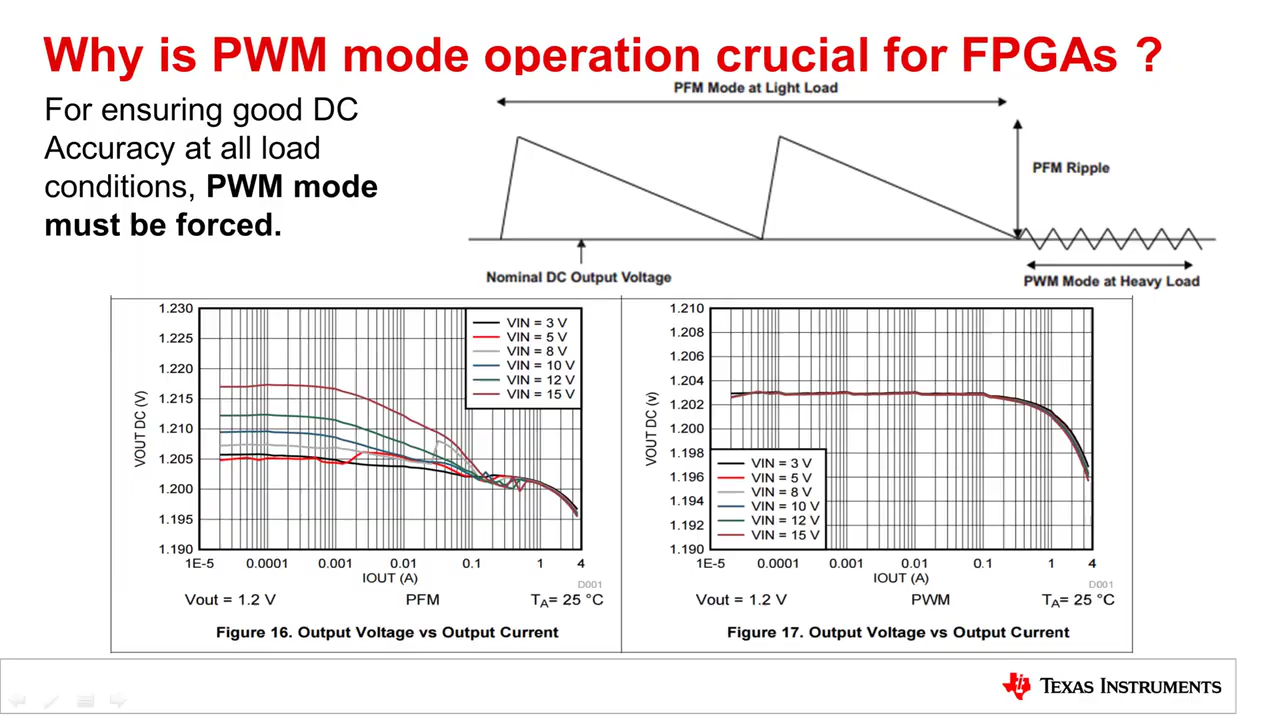 Why is PWM mode operation crucial for FPGAs ?
For ensuring good DC
Accuracy at all load
conditions, PWM mode
must be forced.
PFM Mode at Light Load
PFM Ripple
Nominal DC Output Voltage
PWM Mode at Heavy Load
1.230
1.225
1.220
1.215
1.210
1.205
1.200
1.195
1.190
VOUT DC (v)
VIN = 3 V
VIN = 5 V
VIN = 8 V
VIN = 10 V
VIN = 12 V
VIN = 15 V
1E-5 0.0001 0.001 0.01 0.1 1 4
IOUT (A)
D001
Vout = 1.2 V PFM TA= 25 °C
Figure 16. Output Voltage vs Output Current
1.210
1.208
1.206
1.204
1.202
1.200
1.198
1.196
1.194
1.192
1.190
VOUT DC (v)
VIN = 3 V
VIN = 5 V
VIN = 8 V
VIN = 10 V
VIN = 12 V
VIN = 15 V
1E-5 0.0001 0.001 0.01 0.1 1 4
IOUT (A)
D001
Vout = 1.2 V PWM TA= 25 °C
Figure 17. Output Voltage vs Output Current
TEXAS INSTRUMENTS